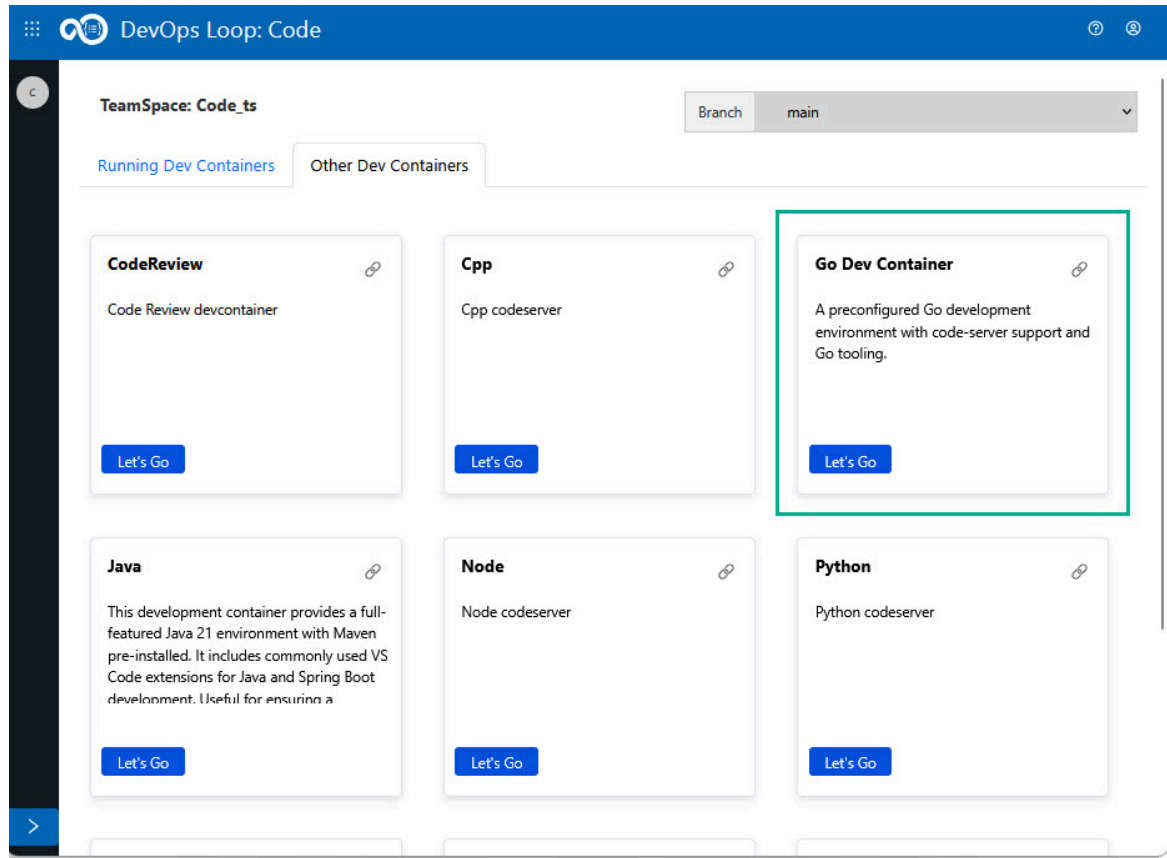 DevOps Loop: Code
C
TeamSpace: Code_ts
Branch
main
Running Dev Containers
Other Dev Containers
CodeReview
Code Review devcontainer
Let's Go
Cpp
Cpp codeserver
Let's Go
Go Dev Container
A preconfigured Go development
environment with code-server support and
Go tooling.
Let's Go
Java
This development container provides a full-
featured Java 21 environment with Maven
pre-installed. It includes commonly used VS
Code extensions for Java and Spring Boot
development. Useful for ensuring a
Let's Go
Node
Node codeserver
Let's Go
Python
Python codeserver
Let's Go